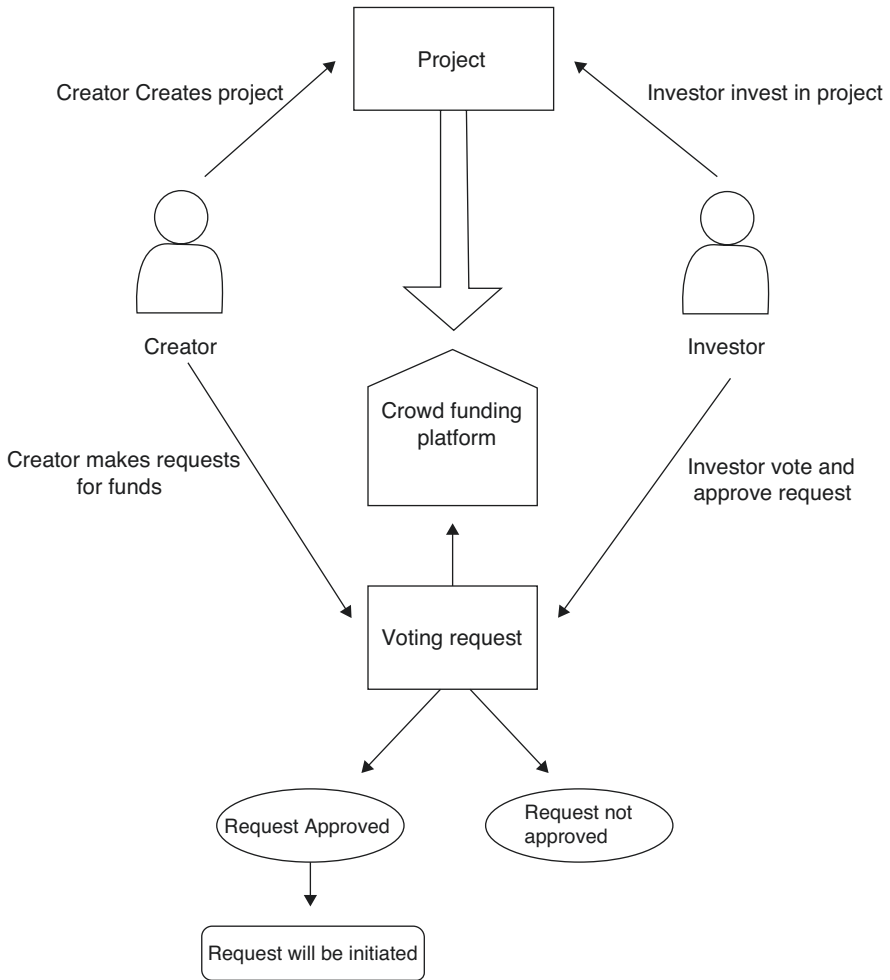 Project
Creator Creates project
Investor invest in project
Creator
Investor
Crowd funding
platform
Creator makes requests
for funds
Investor vote and
approve request
Voting request
Request Approved
Request not
approved
Request will be initiated